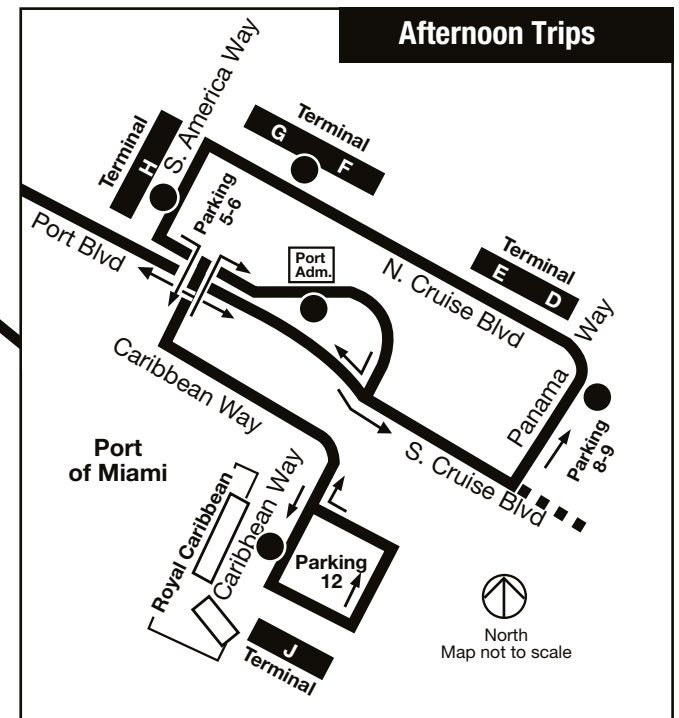 Afternoon Trips
S. America Way
Terminal
H
Terminal
G
F
Parking
5-6
Port Blvd
Port
Adm.
Terminal
E
D
N. Cruise Blvd
Panama
Way
Caribbean Way
Parking
8-9
S. Cruise Blvd
Port
of Miami
Royal Caribbean
Caribbean Way
Parking
12
J
Terminal
North
Map not to scale